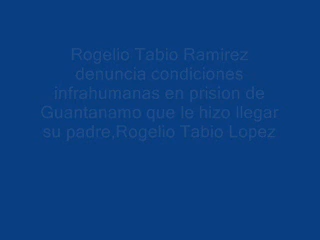 Rogelio Tabio Ramirez
denuncia condiciones
infrahumanas en prision de
Guantanamo que le hizo llegar
su padre,Rogelio Tabio Lopez